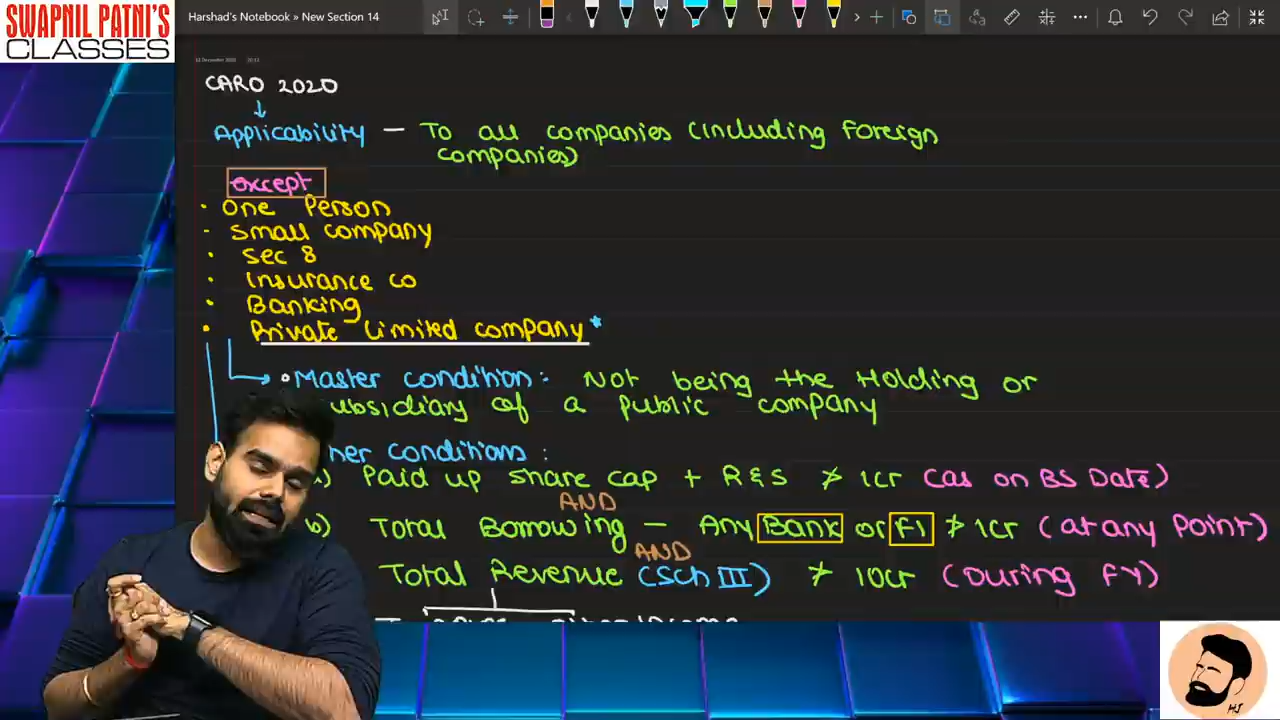 SWAPNIL PATNI'S
CLASSES
Harshad's Notebook » New Section 14
CARO 2020
Applicability – To all companies (including Foreign
companies)
except
• One Person
• Small company
• Sec 8
• Insurance co
• Banking
• Private Limited company*
• Master condition: Not being the Holding or
subsidiary of a public company
her conditions :
) Paid up share cap + R&S ≯ 1cr (as on BS Date)
AND
b) Total Borrowing – Any Bank or FI ≯ 1cr (at any Point)
AND
Total Revenue (Sch III) ≯ 10cr (During FY)
HJ